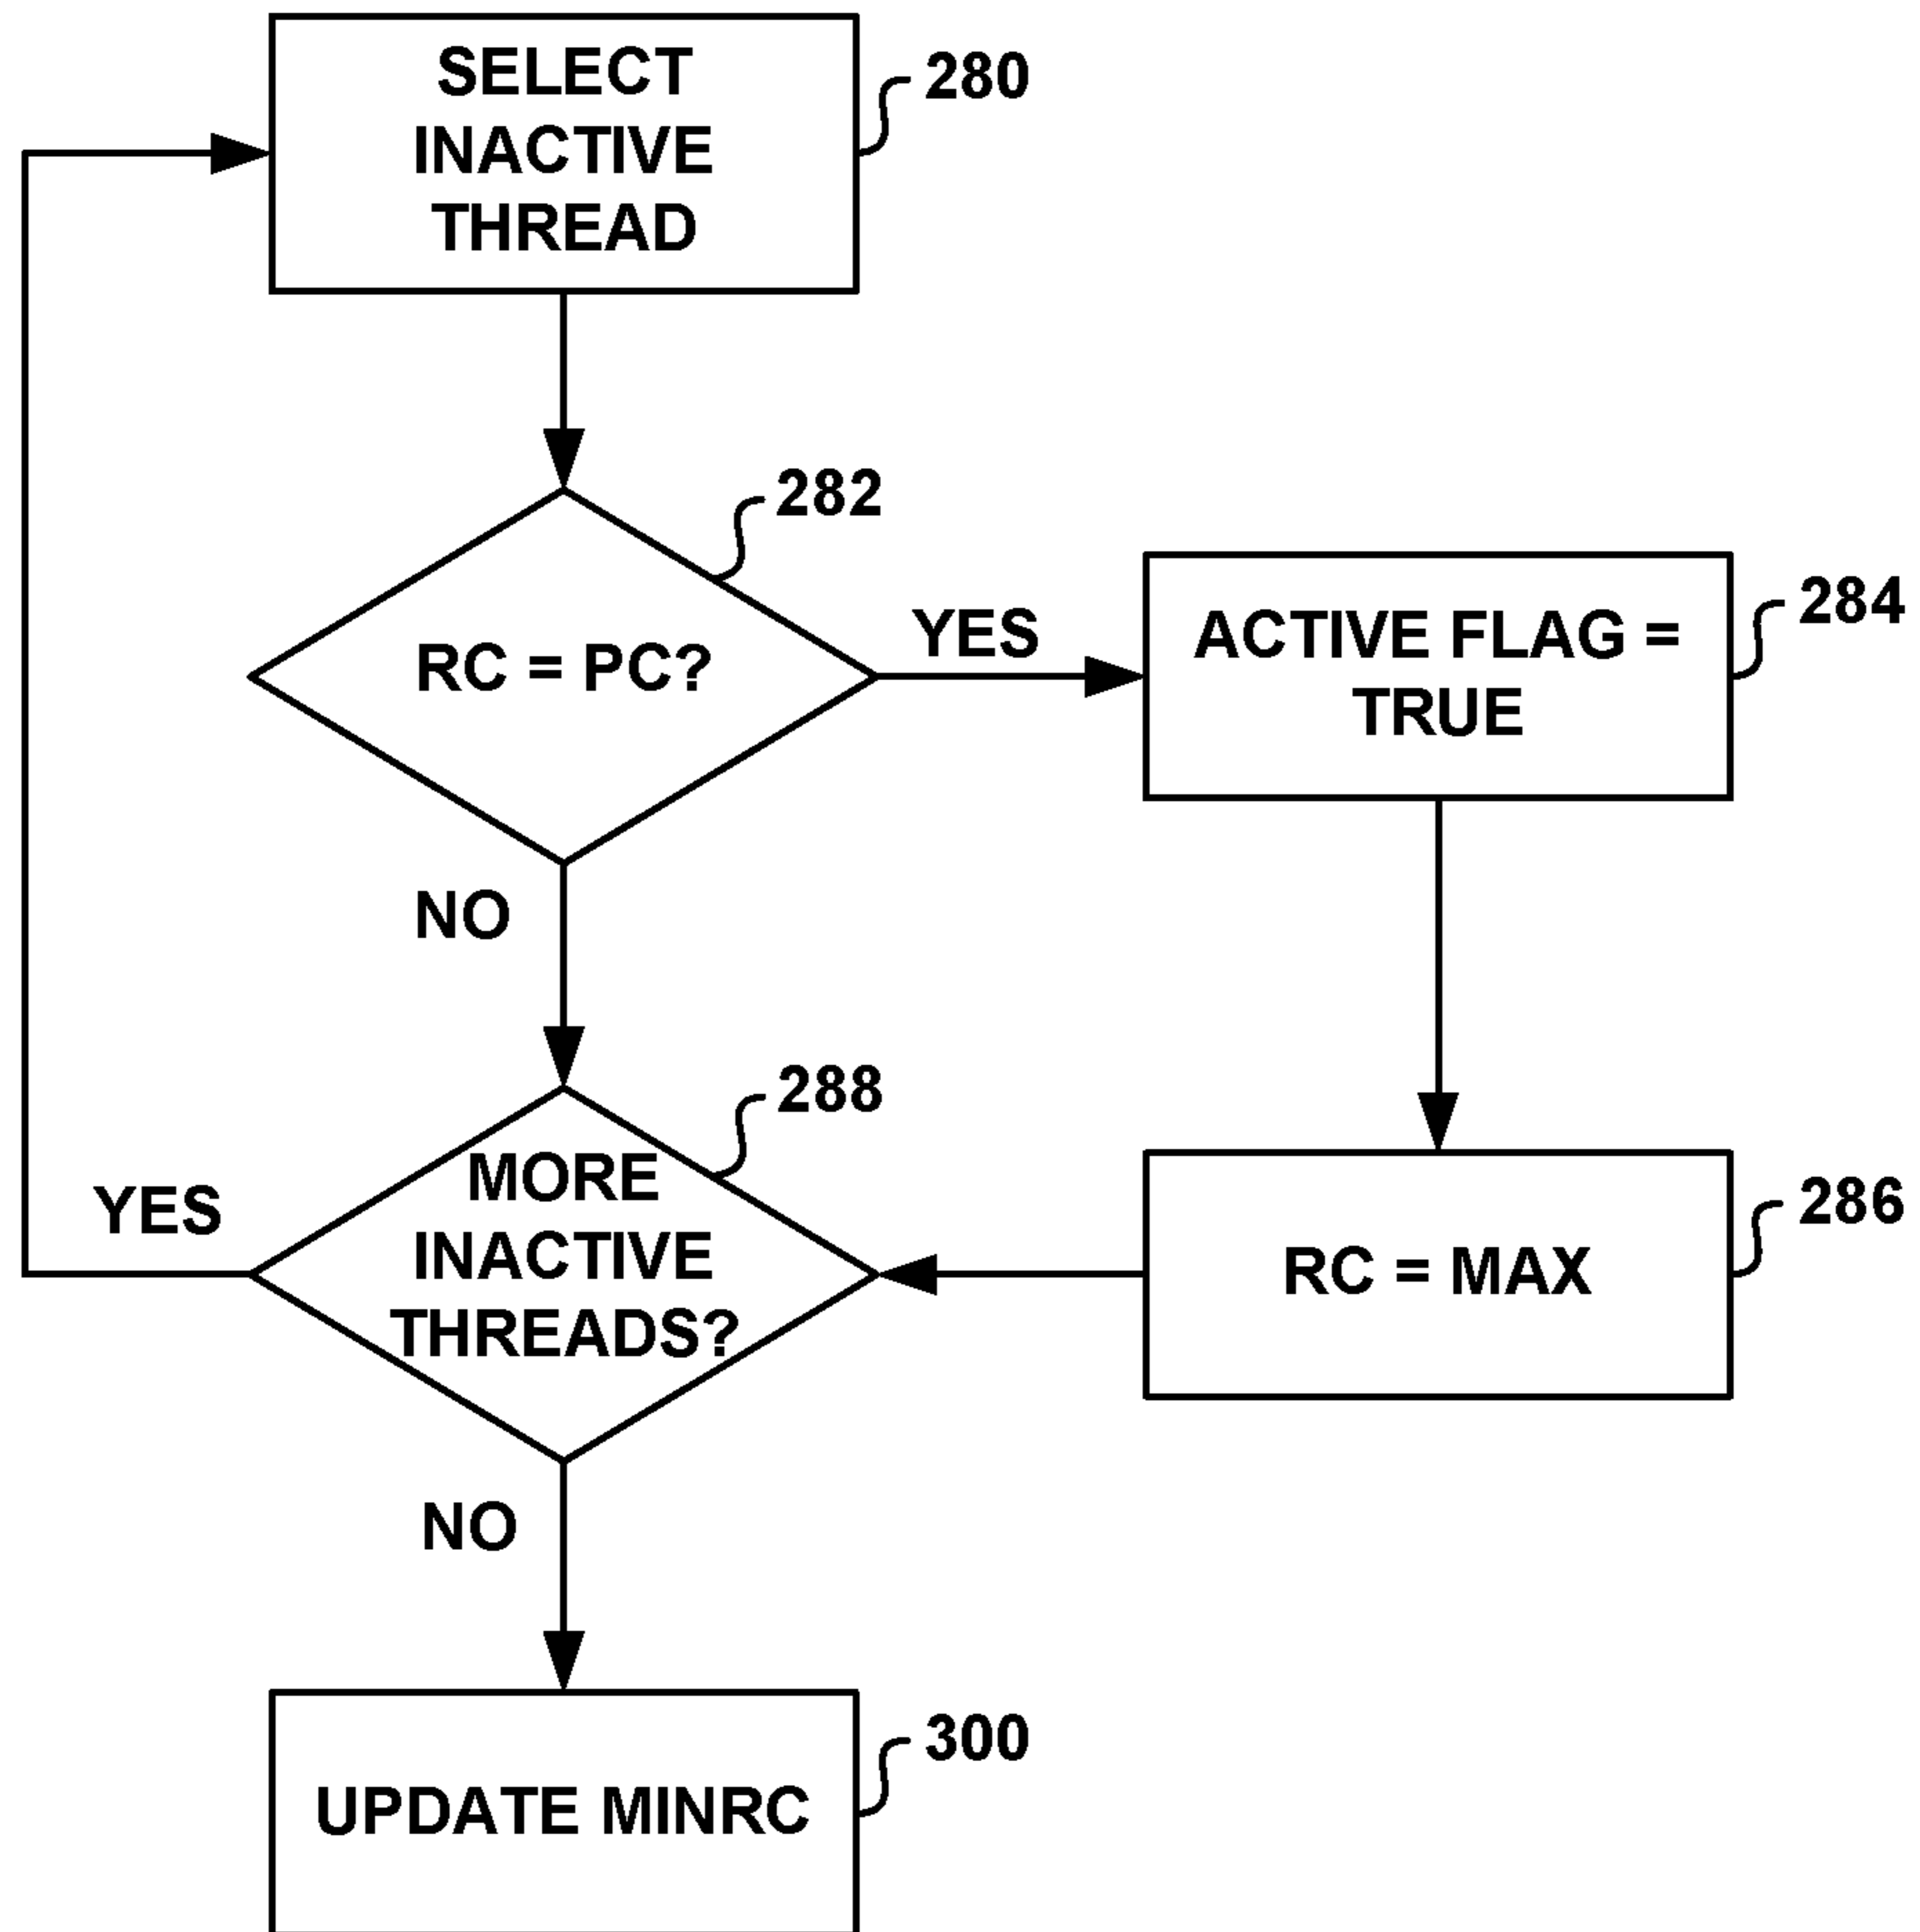 SELECT
INACTIVE
THREAD
280
282
RC = PC?
YES
ACTIVE FLAG =
TRUE
284
NO
288
MORE
INACTIVE
THREADS?
YES
RC = MAX
286
NO
300
UPDATE MINRC